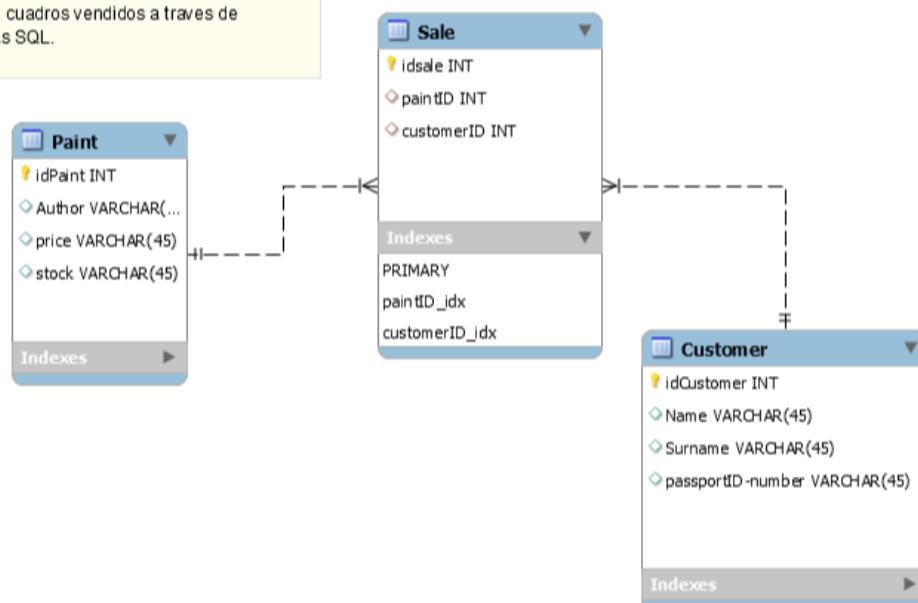 cuadros vendidos a traves de
s SQL.
Sale
idsale INT
paintID INT
customerID INT
Indexes
PRIMARY
paintID_idx
customerID_idx
Paint
idPaint INT
Author VARCHAR(...
price VARCHAR(45)
stock VARCHAR(45)
Indexes
Customer
idCustomer INT
Name VARCHAR(45)
Surname VARCHAR(45)
passportID-number VARCHAR(45)
Indexes